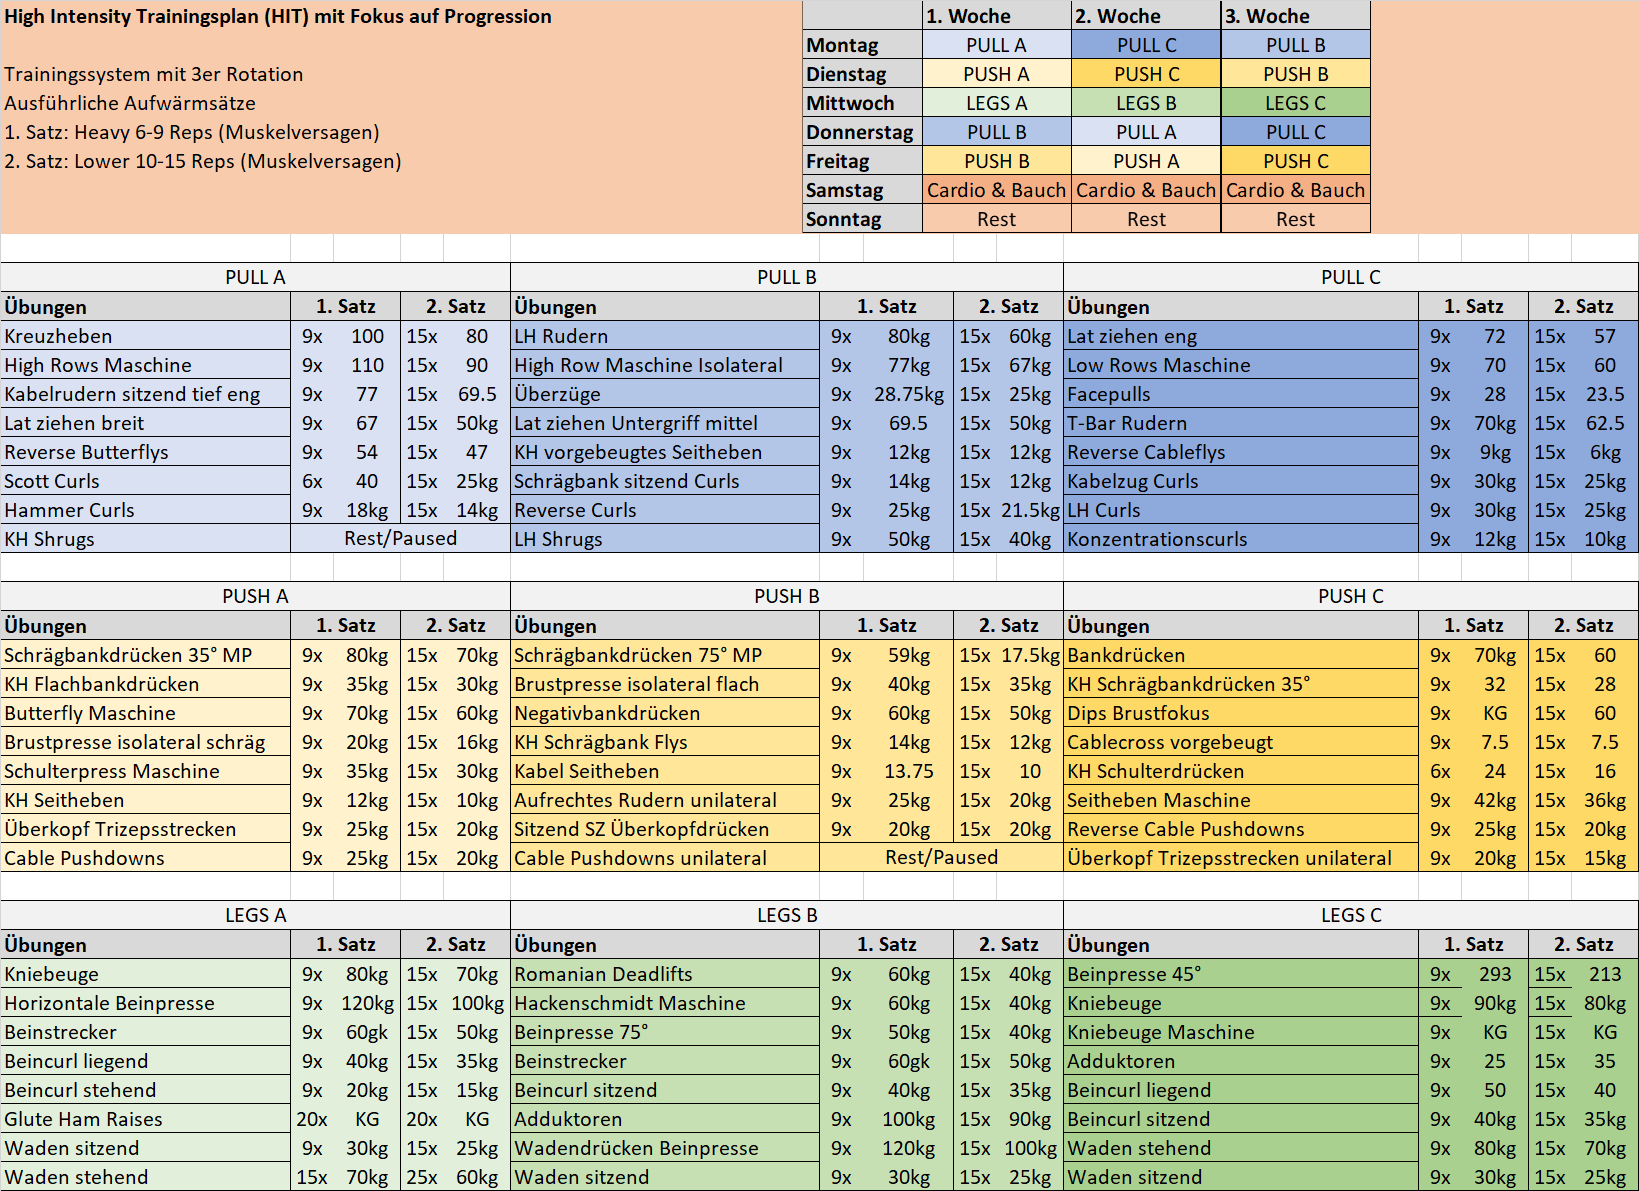 High Intensity Trainingsplan (HIT) mit Fokus auf Progression
Trainingssystem mit 3er Rotation
Ausführliche Aufwärmsätze
1. Satz: Heavy 6-9 Reps (Muskelversagen)
2. Satz: Lower 10-15 Reps (Muskelversagen)
1. Woche 2. Woche 3. Woche
Montag PULL A PULL C PULL B
Dienstag PUSH A PUSH C PUSH B
Mittwoch LEGS A LEGS B LEGS C
Donnerstag PULL B PULL A PULL C
Freitag PUSH B PUSH A PUSH C
Samstag Cardio & Bauch Cardio & Bauch Cardio & Bauch
Sonntag Rest Rest Rest
PULL A PULL B PULL C
Übungen 1. Satz 2. Satz Übungen 1. Satz 2. Satz Übungen 1. Satz 2. Satz
Kreuzheben 9x 100 15x 80 LH Rudern 9x 80kg 15x 60kg Lat ziehen eng 9x 72 15x 57
High Rows Maschine 9x 110 15x 90 High Row Maschine Isolateral 9x 77kg 15x 67kg Low Rows Maschine 9x 70 15x 60
Kabelrudern sitzend tief eng 9x 77 15x 69.5 Überzüge 9x 28.75kg 15x 25kg Facepulls 9x 28 15x 23.5
Lat ziehen breit 9x 67 15x 50kg Lat ziehen Untergriff mittel 9x 69.5 15x 50kg T-Bar Rudern 9x 70kg 15x 62.5
Reverse Butterflys 9x 54 15x 47 KH vorgebeugtes Seitheben 9x 12kg 15x 12kg Reverse Cableflys 9x 9kg 15x 6kg
Scott Curls 6x 40 15x 25kg Schrägbank sitzend Curls 9x 14kg 15x 12kg Kabelzug Curls 9x 30kg 15x 25kg
Hammer Curls 9x 18kg 15x 14kg Reverse Curls 9x 25kg 15x 21.5kg LH Curls 9x 30kg 15x 25kg
KH Shrugs Rest/Paused LH Shrugs 9x 50kg 15x 40kg Konzentrationscurls 9x 12kg 15x 10kg
PUSH A PUSH B PUSH C
Übungen 1. Satz 2. Satz Übungen 1. Satz 2. Satz Übungen 1. Satz 2. Satz
Schrägbankdrücken 35° MP 9x 80kg 15x 70kg Schrägbankdrücken 75° MP 9x 59kg 15x 17.5kg Bankdrücken 9x 70kg 15x 60
KH Flachbankdrücken 9x 35kg 15x 30kg Brustpresse isolateral flach 9x 40kg 15x 35kg KH Schrägbankdrücken 35° 9x 32 15x 28
Butterfly Maschine 9x 70kg 15x 60kg Negativbankdrücken 9x 60kg 15x 50kg Dips Brustfokus 9x KG 15x 60
Brustpresse isolateral schräg 9x 20kg 15x 16kg KH Schrägbank Flys 9x 14kg 15x 12kg Cablecross vorgebeugt 9x 7.5 15x 7.5
Schulterpress Maschine 9x 35kg 15x 30kg Kabel Seitheben 9x 13.75 15x 10 KH Schulterdrücken 6x 24 15x 16
KH Seitheben 9x 12kg 15x 10kg Aufrechtes Rudern unilateral 9x 25kg 15x 20kg Seitheben Maschine 9x 42kg 15x 36kg
Überkopf Trizepsstrecken 9x 25kg 15x 20kg Sitzend SZ Überkopfdrücken 9x 20kg 15x 20kg Reverse Cable Pushdowns 9x 25kg 15x 20kg
Cable Pushdowns 9x 25kg 15x 20kg Cable Pushdowns unilateral Rest/Paused Überkopf Trizepsstrecken unilateral 9x 20kg 15x 15kg
LEGS A LEGS B LEGS C
Übungen 1. Satz 2. Satz Übungen 1. Satz 2. Satz Übungen 1. Satz 2. Satz
Kniebeuge 9x 80kg 15x 70kg Romanian Deadlifts 9x 60kg 15x 40kg Beinpresse 45° 9x 293 15x 213
Horizontale Beinpresse 9x 120kg 15x 100kg Hackenschmidt Maschine 9x 60kg 15x 40kg Kniebeuge 9x 90kg 15x 80kg
Beinstrecker 9x 60gk 15x 50kg Beinpresse 75° 9x 50kg 15x 40kg Kniebeuge Maschine 9x KG 15x KG
Beincurl liegend 9x 40kg 15x 35kg Beinstrecker 9x 60gk 15x 50kg Adduktoren 9x 25 15x 35
Beincurl stehend 9x 20kg 15x 15kg Beincurl sitzend 9x 40kg 15x 35kg Beincurl liegend 9x 50 15x 40
Glute Ham Raises 20x KG 20x KG Adduktoren 9x 100kg 15x 90kg Beincurl sitzend 9x 40kg 15x 35kg
Waden sitzend 9x 30kg 15x 25kg Wadendrücken Beinpresse 9x 120kg 15x 100kg Waden stehend 9x 80kg 15x 70kg
Waden stehend 15x 70kg 25x 60kg Waden sitzend 9x 30kg 15x 25kg Waden sitzend 9x 30kg 15x 25kg